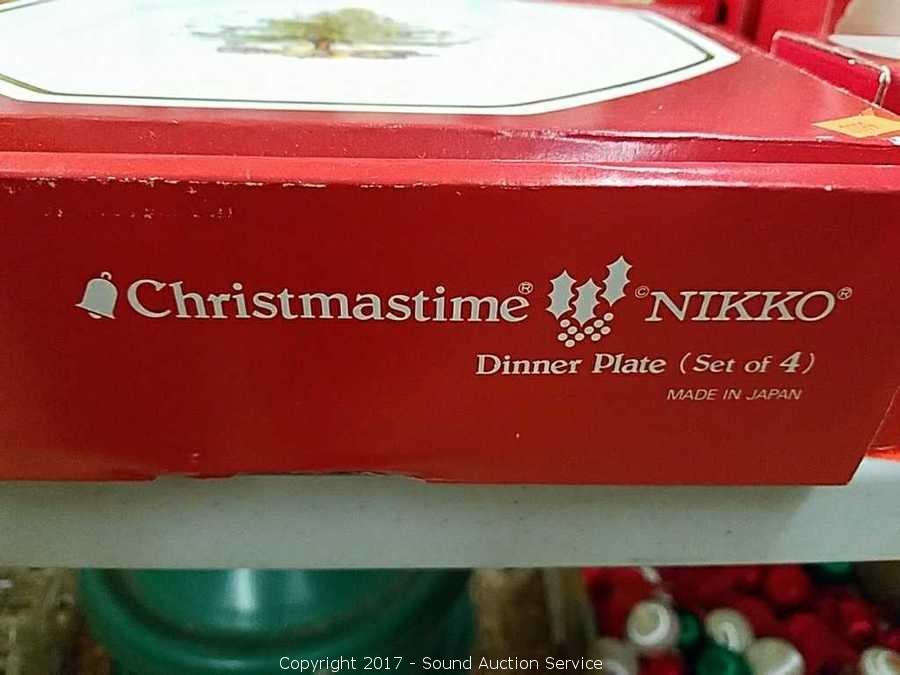 Christmastime® ©NIKKO®
Dinner Plate (Set of 4)
MADE IN JAPAN
Copyright 2017 - Sound Auction Service